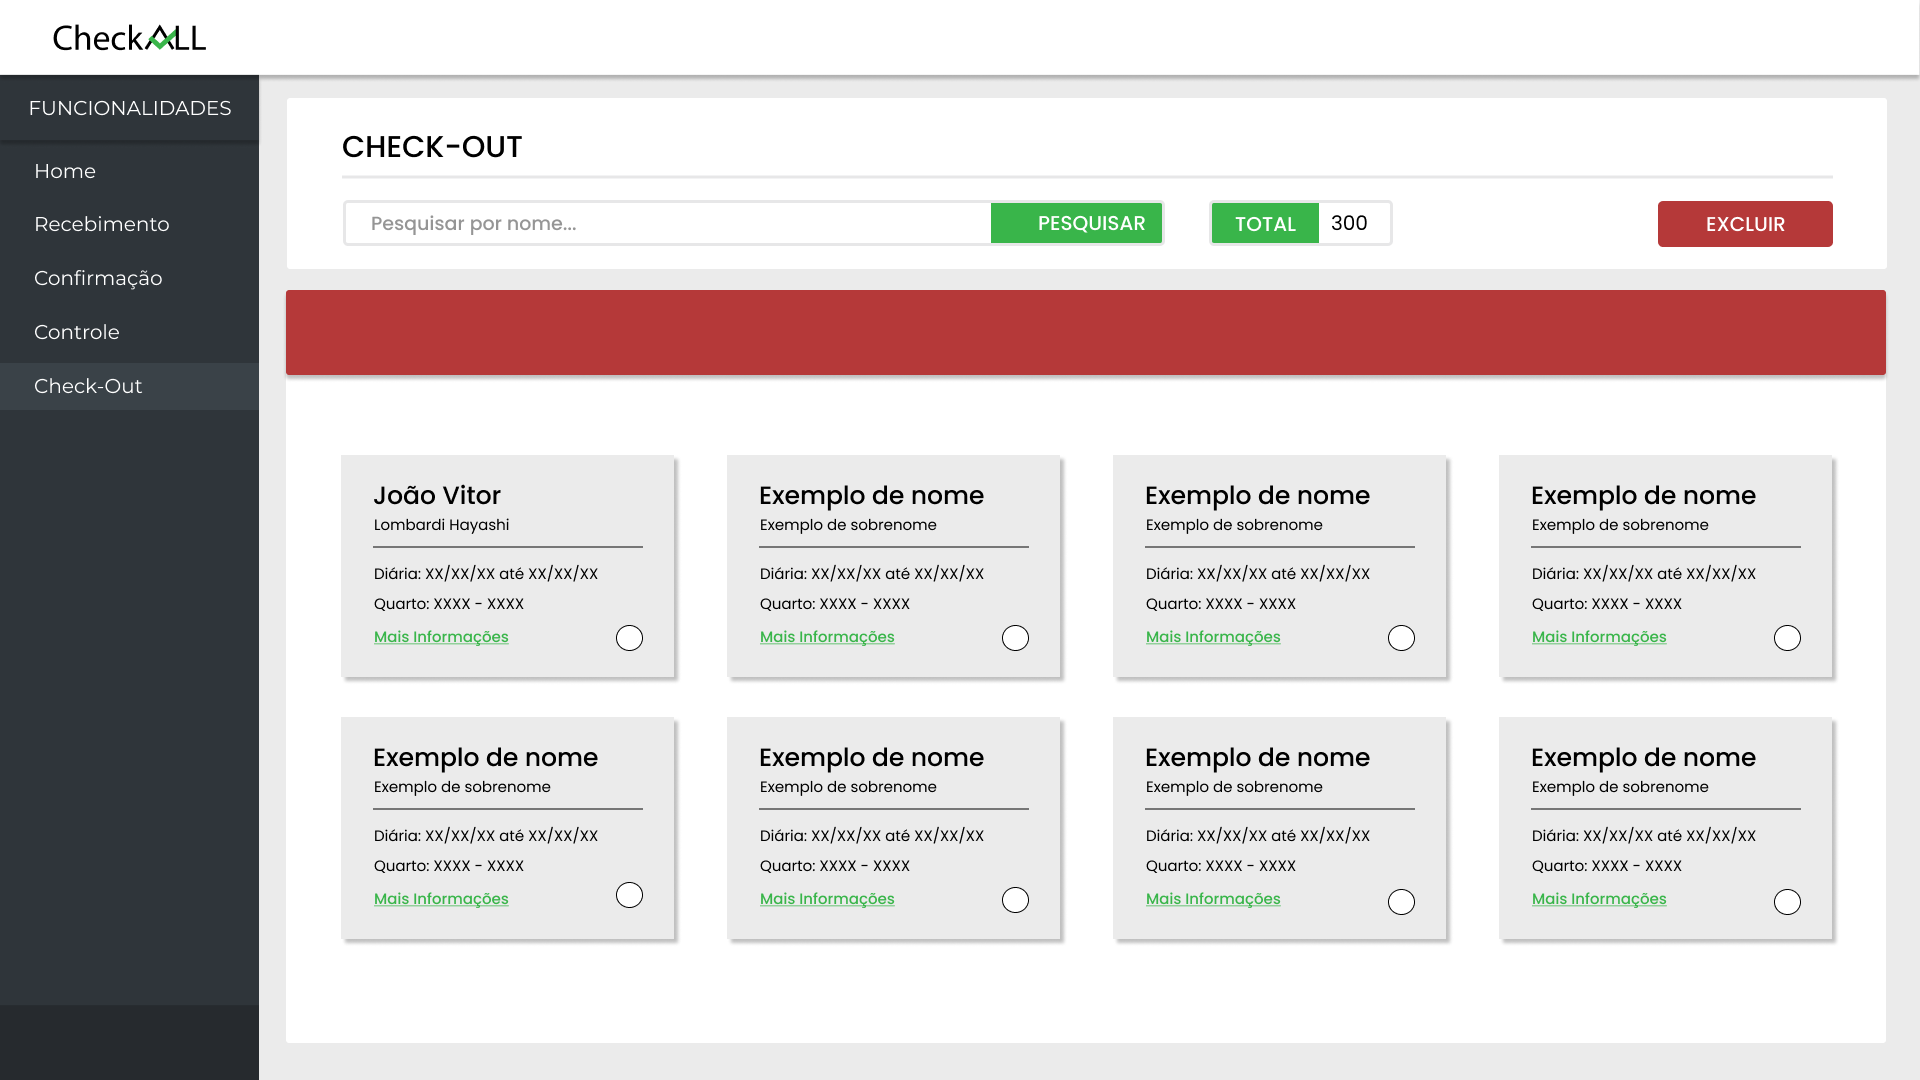 CheckALL
FUNCIONALIDADES
Home
Recebimento
Confirmação
Controle
Check-Out
CHECK-OUT
Pesquisar por nome...
PESQUISAR
TOTAL
300
EXCLUIR
João Vitor
Lombardi Hayashi
Diária: XX/XX/XX até XX/XX/XX
Quarto: XXXX - XXXX
Mais Informações
Exemplo de nome
Exemplo de sobrenome
Diária: XX/XX/XX até XX/XX/XX
Quarto: XXXX - XXXX
Mais Informações
Exemplo de nome
Exemplo de sobrenome
Diária: XX/XX/XX até XX/XX/XX
Quarto: XXXX - XXXX
Mais Informações
Exemplo de nome
Exemplo de sobrenome
Diária: XX/XX/XX até XX/XX/XX
Quarto: XXXX - XXXX
Mais Informações
Exemplo de nome
Exemplo de sobrenome
Diária: XX/XX/XX até XX/XX/XX
Quarto: XXXX - XXXX
Mais Informações
Exemplo de nome
Exemplo de sobrenome
Diária: XX/XX/XX até XX/XX/XX
Quarto: XXXX - XXXX
Mais Informações
Exemplo de nome
Exemplo de sobrenome
Diária: XX/XX/XX até XX/XX/XX
Quarto: XXXX - XXXX
Mais Informações
Exemplo de nome
Exemplo de sobrenome
Diária: XX/XX/XX até XX/XX/XX
Quarto: XXXX - XXXX
Mais Informações